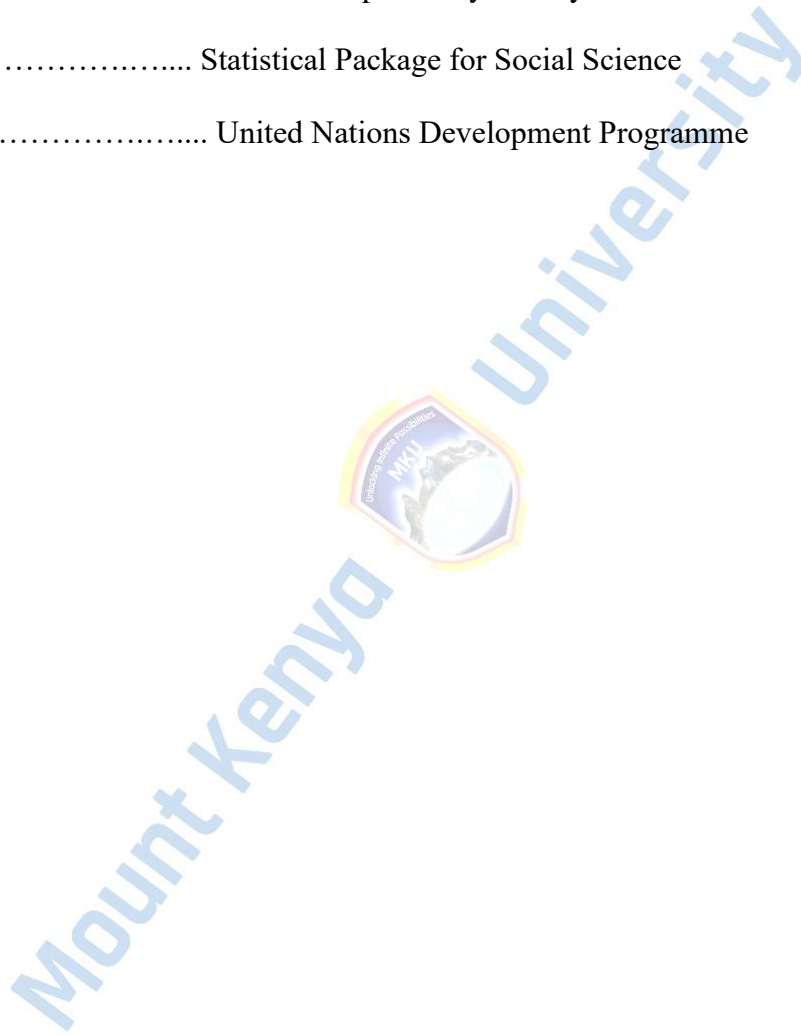 ………….….... Statistical Package for Social Science
…………….….... United Nations Development Programme
Mount Kenya University
Unlocking Infinite Possibilities
MKU